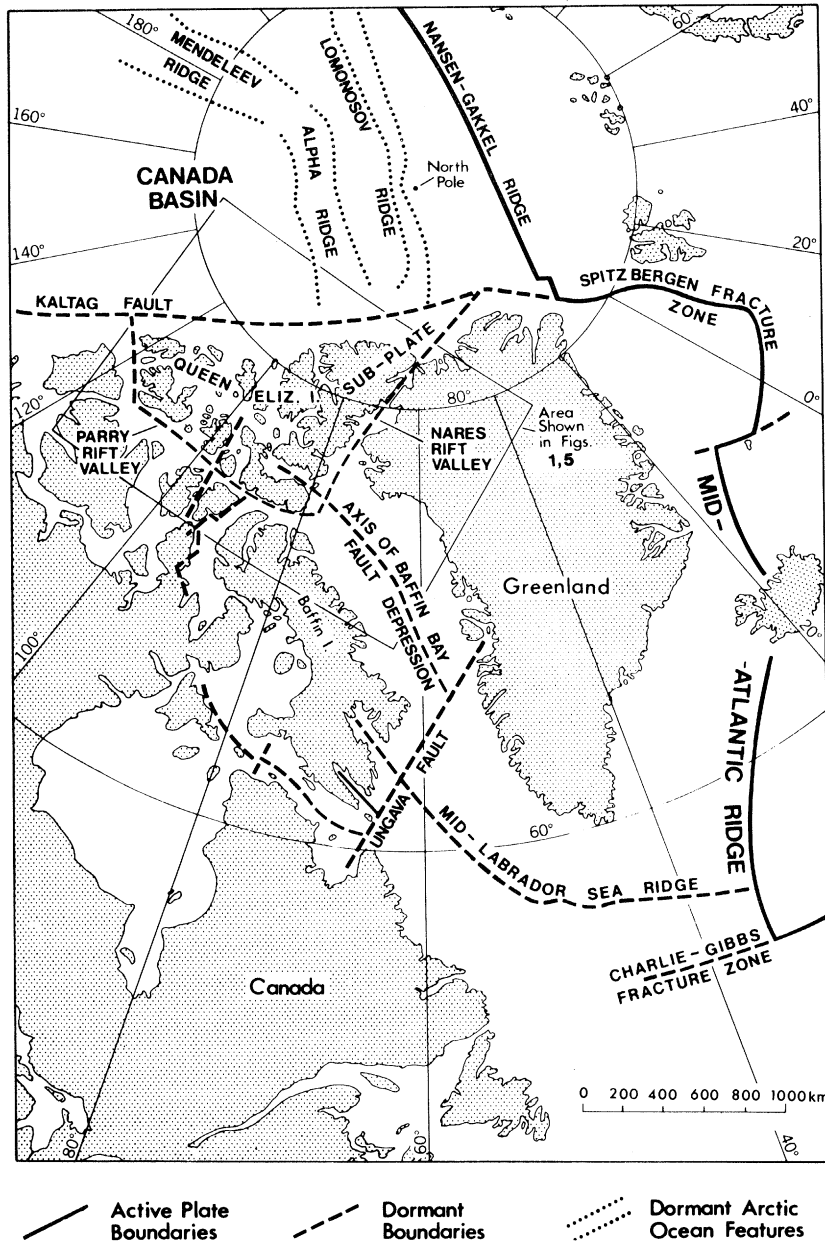 180°
MENDELEEV
RIDGE
LOMONOSOV
RIDGE
NANSEN-GAKKEL
RIDGE
60°
160°
ALPHA
RIDGE
North
Pole
40°
CANADA
BASIN
140°
20°
KALTAG FAULT
SPITZBERGEN FRACTURE
ZONE
QUEEN ELIZ. I.
SUB-PLATE
80°
0°
120°
PARRY
RIFT
VALLEY
NARES
RIFT
VALLEY
Area
Shown
in Figs.
1,5
MID-
AXIS OF BAFFIN BAY
FAULT DEPRESSION
Greenland
Baffin I.
20°
100°
-ATLANTIC RIDGE
UNGAVA FAULT
MID-LABRADOR SEA RIDGE
60°
CHARLIE-GIBBS
FRACTURE ZONE
Canada
0 200 400 600 800 1000 km
80°
60°
40°
Active Plate
Boundaries
Dormant
Boundaries
Dormant Arctic
Ocean Features